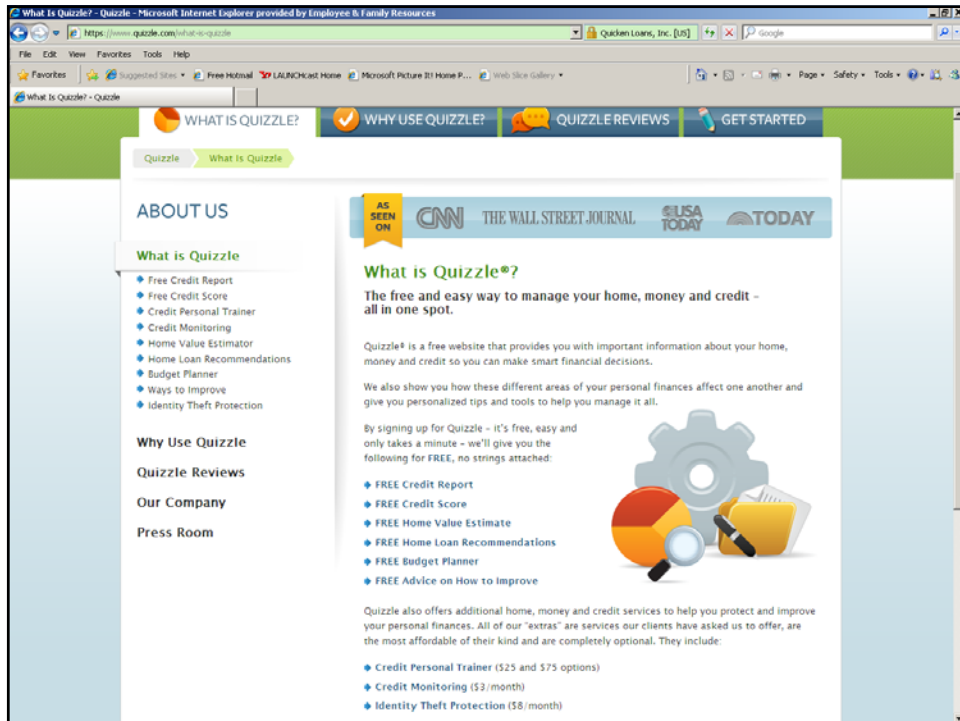 What Is Quizzle? - Quizzle - Microsoft Internet Explorer provided by Employee & Family Resources
https://www.quizzle.com/what-is-quizzle
Quicken Loans, Inc. [US]
Google
File Edit View Favorites Tools Help
Favorites Suggested Sites Free Hotmail LAUNCHcast Home Microsoft Picture It! Home P... Web Slice Gallery Page Safety Tools
What Is Quizzle? - Quizzle
WHAT IS QUIZZLE? WHY USE QUIZZLE? QUIZZLE REVIEWS GET STARTED
Quizzle What Is Quizzle
ABOUT US
What is Quizzle
Free Credit Report
Free Credit Score
Credit Personal Trainer
Credit Monitoring
Home Value Estimator
Home Loan Recommendations
Budget Planner
Ways to Improve
Identity Theft Protection
Why Use Quizzle
Quizzle Reviews
Our Company
Press Room
AS SEEN ON
CNN THE WALL STREET JOURNAL USA TODAY TODAY
What is Quizzle®?
The free and easy way to manage your home, money and credit –
all in one spot.
Quizzle® is a free website that provides you with important information about your home,
money and credit so you can make smart financial decisions.
We also show you how these different areas of your personal finances affect one another and
give you personalized tips and tools to help you manage it all.
By signing up for Quizzle – it's free, easy and
only takes a minute – we'll give you the
following for FREE, no strings attached:
FREE Credit Report
FREE Credit Score
FREE Home Value Estimate
FREE Home Loan Recommendations
FREE Budget Planner
FREE Advice on How to Improve
Quizzle also offers additional home, money and credit services to help you protect and improve
your personal finances. All of our "extras" are services our clients have asked us to offer, are
the most affordable of their kind and are completely optional. They include:
Credit Personal Trainer ($25 and $75 options)
Credit Monitoring ($3/month)
Identity Theft Protection ($8/month)